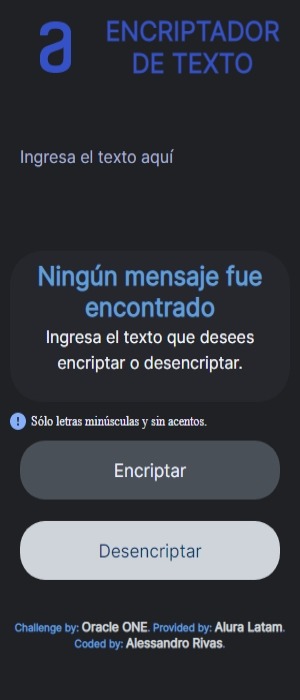 a
ENCRIPTADOR
DE TEXTO
Ingresa el texto aquí
Ningún mensaje fue
encontrado
Ingresa el texto que desees
encriptar o desencriptar.
! Sólo letras minúsculas y sin acentos.
Encriptar
Desencriptar
Challenge by: Oracle ONE. Provided by: Alura Latam.
Coded by: Alessandro Rivas.